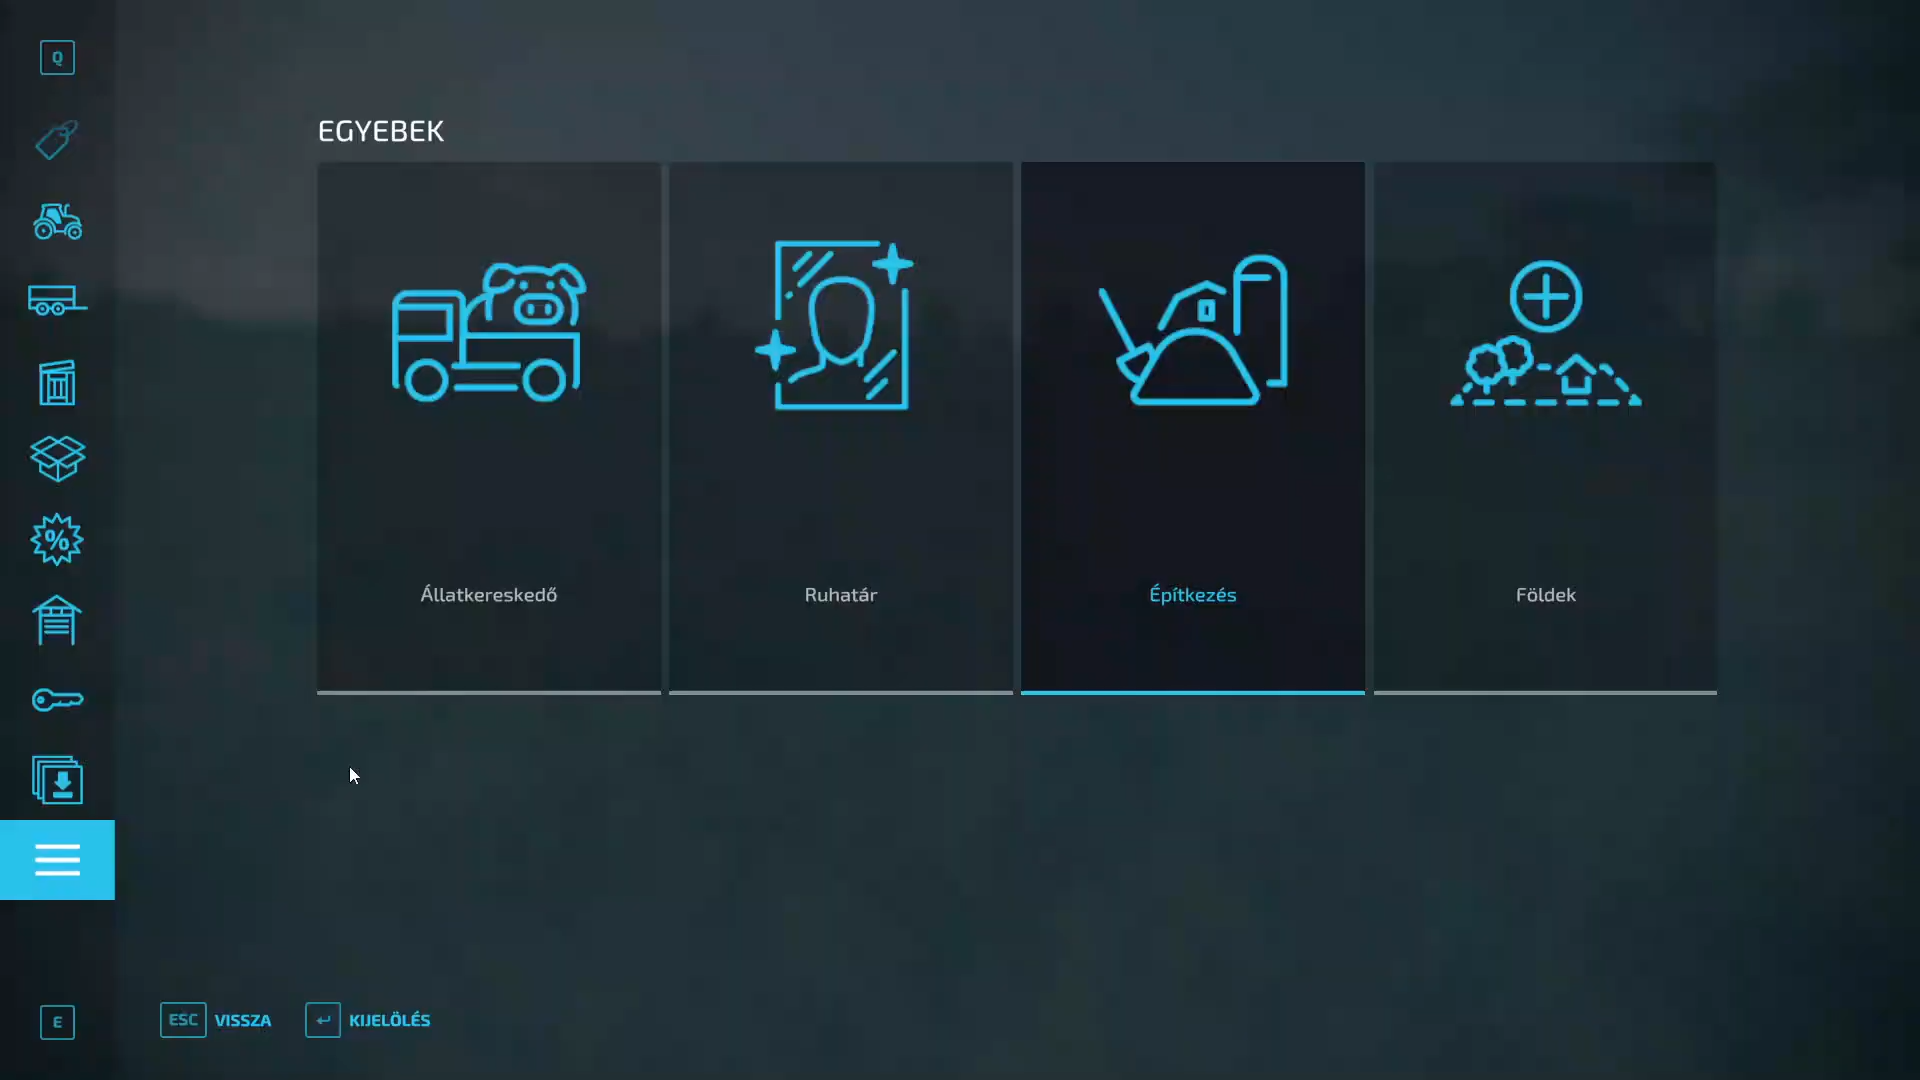 Q
EGYEBEK
Állatkereskedő
Ruhatár
Építkezés
Földek
%
E
ESC VISSZA
KIJELÖLÉS